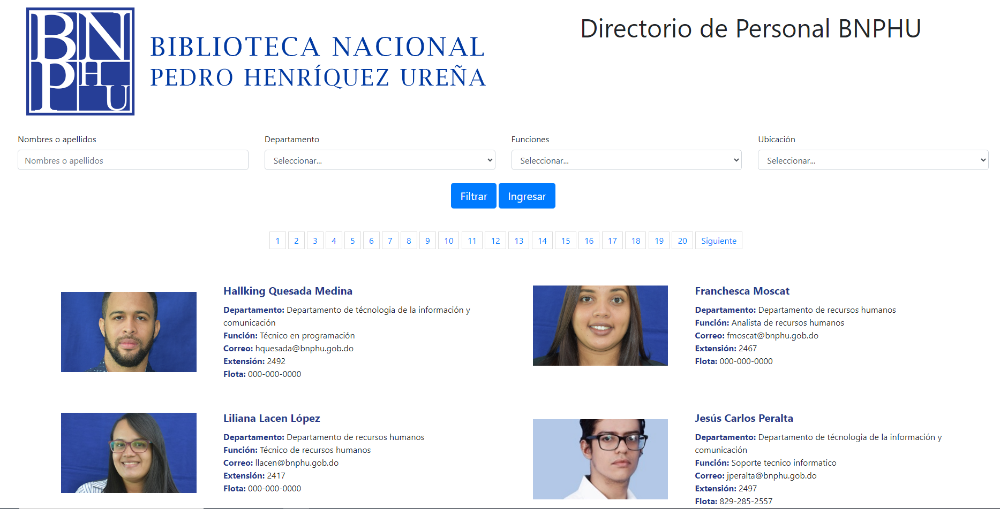 BNPHU
BIBLIOTECA NACIONAL
PEDRO HENRÍQUEZ UREÑA
Directorio de Personal BNPHU
Nombres o apellidos
Departamento
Funciones
Ubicación
Nombres o apellidos
Seleccionar...
Seleccionar...
Seleccionar...
Filtrar
Ingresar
1 2 3 4 5 6 7 8 9 10 11 12 13 14 15 16 17 18 19 20 Siguiente
Hallking Quesada Medina
Departamento: Departamento de técnologia de la información y
comunicación
Función: Técnico en programación
Correo: hquesada@bnphu.gob.do
Extensión: 2492
Flota: 000-000-0000
Franchesca Moscat
Departamento: Departamento de recursos humanos
Función: Analista de recursos humanos
Correo: fmoscat@bnphu.gob.do
Extensión: 2467
Flota: 000-000-0000
Liliana Lacen López
Departamento: Departamento de recursos humanos
Función: Técnico de recursos humanos
Correo: llacen@bnphu.gob.do
Extensión: 2417
Flota: 000-000-0000
Jesús Carlos Peralta
Departamento: Departamento de técnologia de la información y
comunicación
Función: Soporte tecnico informatico
Correo: jperalta@bnphu.gob.do
Extensión: 2497
Flota: 829-285-2557